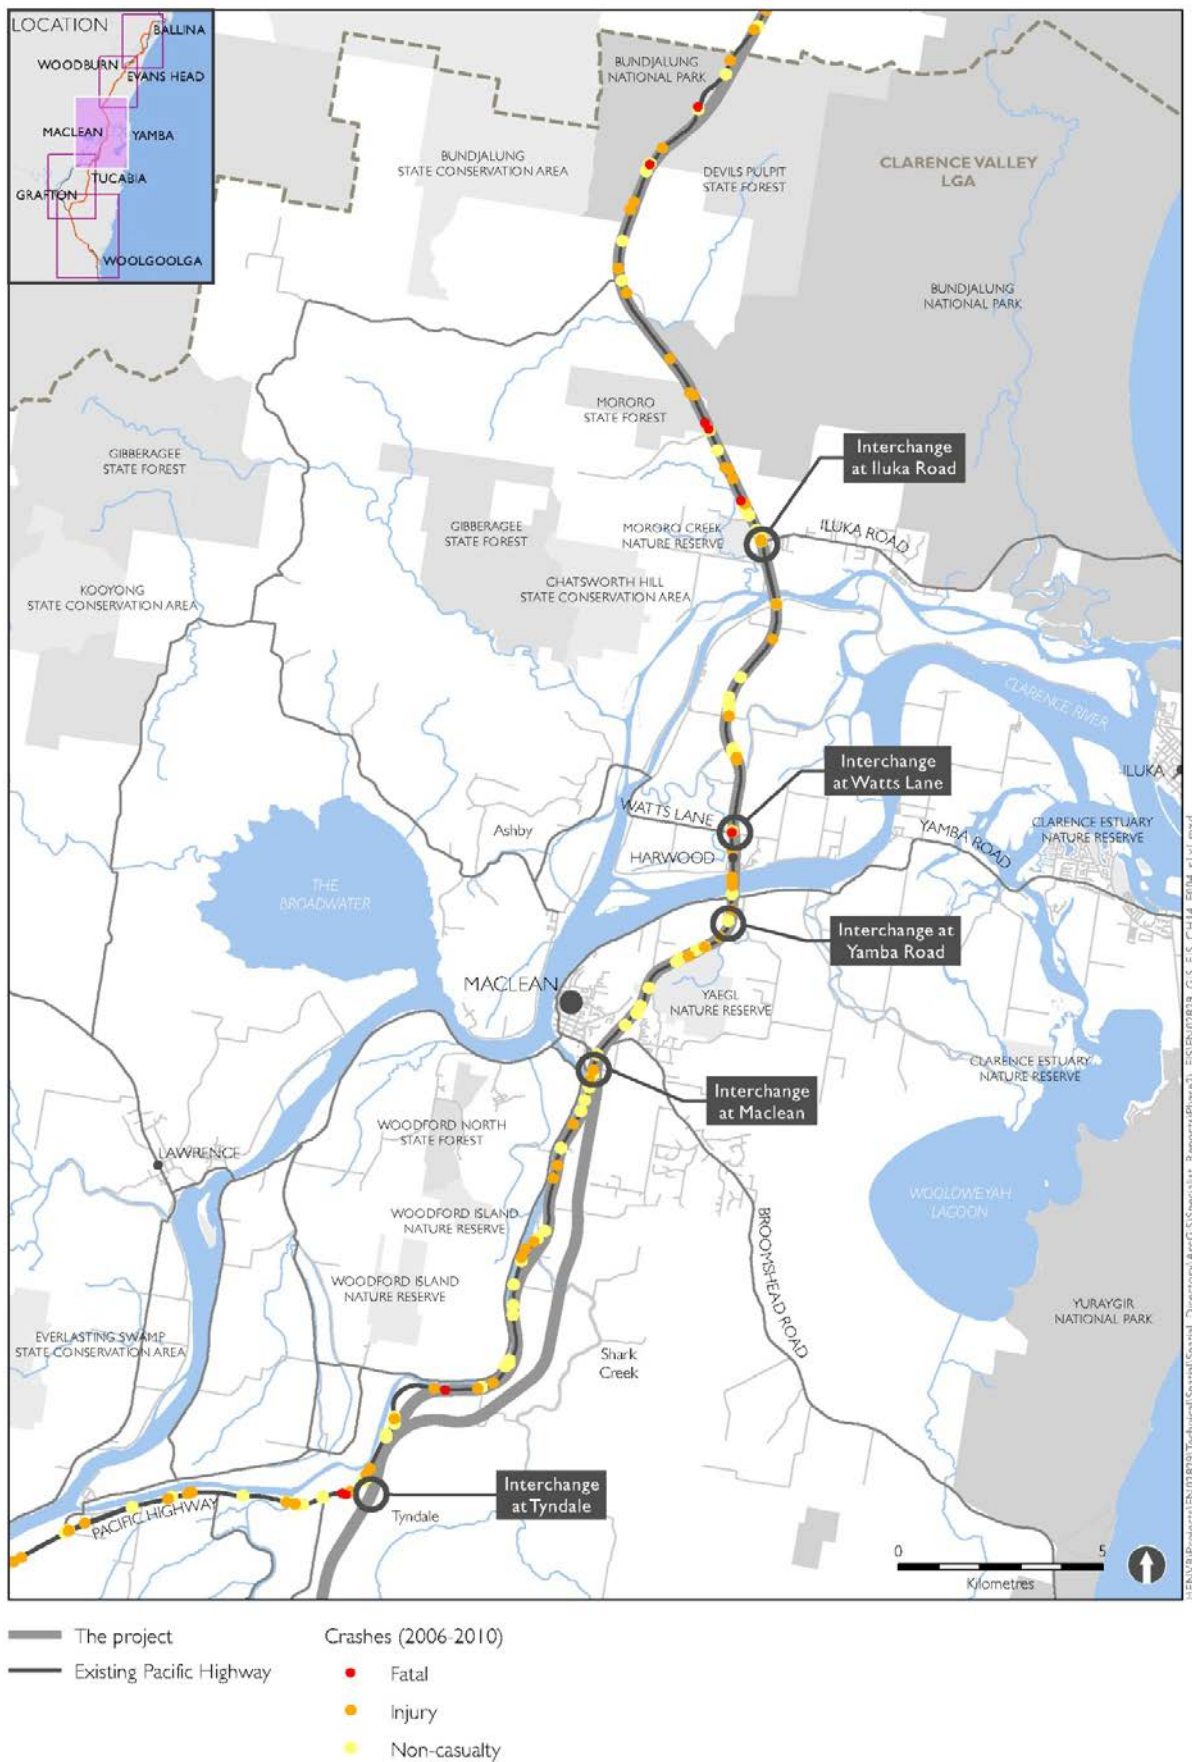 LOCATION
BALLINA
WOODBURN
EVANS HEAD
MACLEAN
YAMBA
TUCABIA
GRAFTON
WOOLGOOLGA
BUNDJALUNG
NATIONAL PARK
BUNDJALUNG
STATE CONSERVATION AREA
DEVILS PULPIT
STATE FOREST
CLARENCE VALLEY
LGA
BUNDJALUNG
NATIONAL PARK
MORORO
STATE FOREST
Interchange
at Iluka Road
GIBBERAGEE
STATE FOREST
GIBBERAGEE
STATE FOREST
MORORO CREEK
NATURE RESERVE
ILUKA ROAD
KOOYONG
STATE CONSERVATION AREA
CHATSWORTH HILL
STATE CONSERVATION AREA
CLARENCE RIVER
Interchange
at Watts Lane
ILUKA
WATTS LANE
Ashby
HARWOOD
YAMBA ROAD
CLARENCE ESTUARY
NATURE RESERVE
THE
BROADWATER
Interchange at
Yamba Road
MACLEAN
YAEGL
NATURE RESERVE
CLARENCE ESTUARY
NATURE RESERVE
Interchange
at Maclean
WOODFORD NORTH
STATE FOREST
LAWRENCE
WOOLOWEYAH
LAGOON
WOODFORD ISLAND
NATURE RESERVE
BROOMSHEAD ROAD
WOODFORD ISLAND
NATURE RESERVE
YURAYGIR
NATIONAL PARK
EVERLASTING SWAMP
STATE CONSERVATION AREA
Shark
Creek
Interchange
at Tyndale
PACIFIC HIGHWAY
Tyndale
0 5
Kilometres
The project
Existing Pacific Highway
Crashes (2006-2010)
Fatal
Injury
Non-casualty